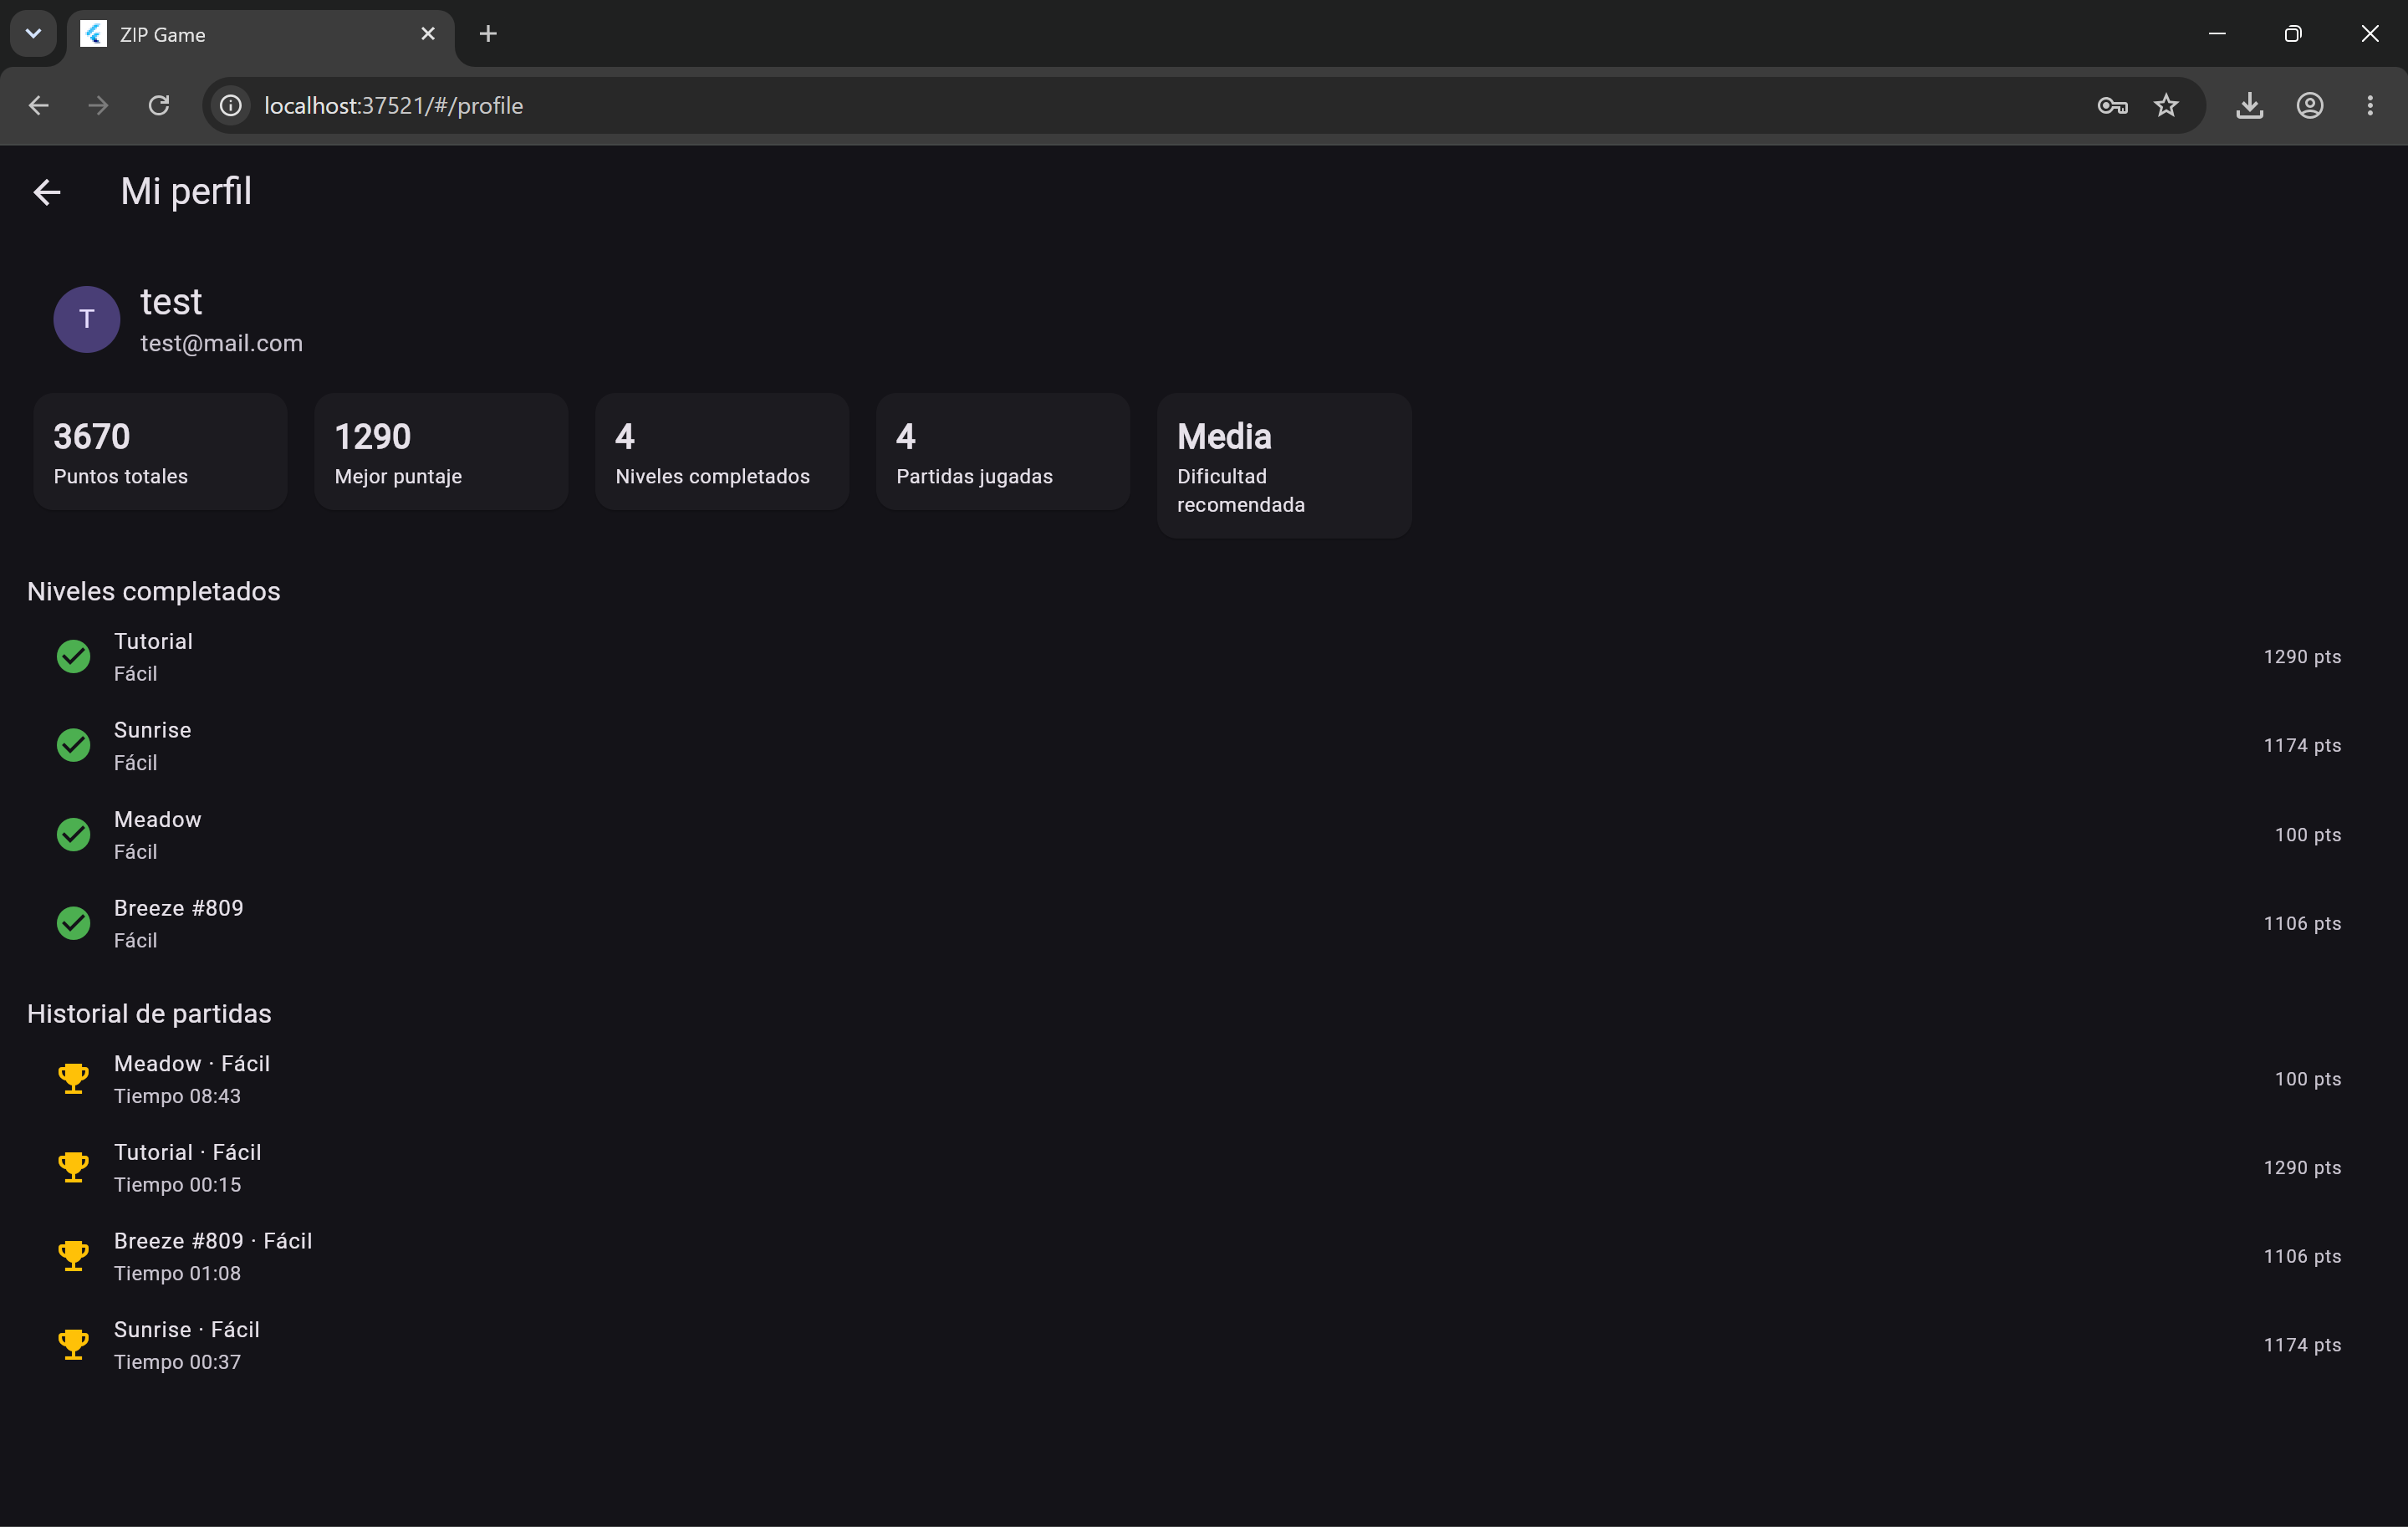 ZIP Game
localhost:37521/#/profile
Mi perfil
T
test
test@mail.com
3670
Puntos totales
1290
Mejor puntaje
4
Niveles completados
4
Partidas jugadas
Media
Dificultad
recomendada
Niveles completados
Tutorial
Fácil
1290 pts
Sunrise
Fácil
1174 pts
Meadow
Fácil
100 pts
Breeze #809
Fácil
1106 pts
Historial de partidas
Meadow · Fácil
Tiempo 08:43
100 pts
Tutorial · Fácil
Tiempo 00:15
1290 pts
Breeze #809 · Fácil
Tiempo 01:08
1106 pts
Sunrise · Fácil
Tiempo 00:37
1174 pts